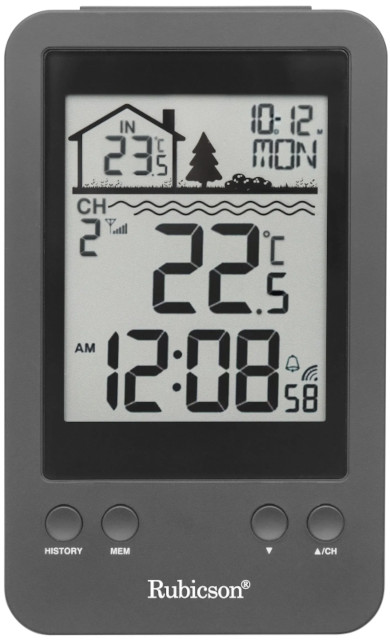 IN
23.5 °C
10:12.
MON
CH
2
22.5 °C
AM 12:08 58
HISTORY MEM ▼ ▲/CH
Rubicson®